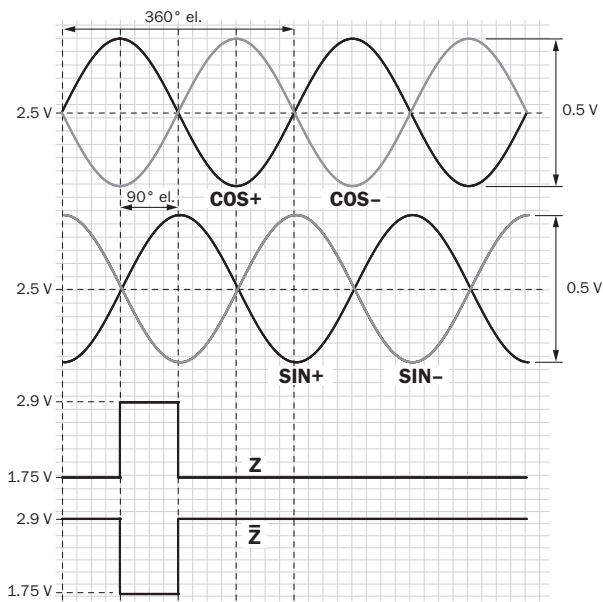 360° el.
2.5 V
0.5 V
90° el.
COS+ COS–
2.5 V
0.5 V
SIN+ SIN–
2.9 V
Z
1.75 V
2.9 V
Z̅
1.75 V